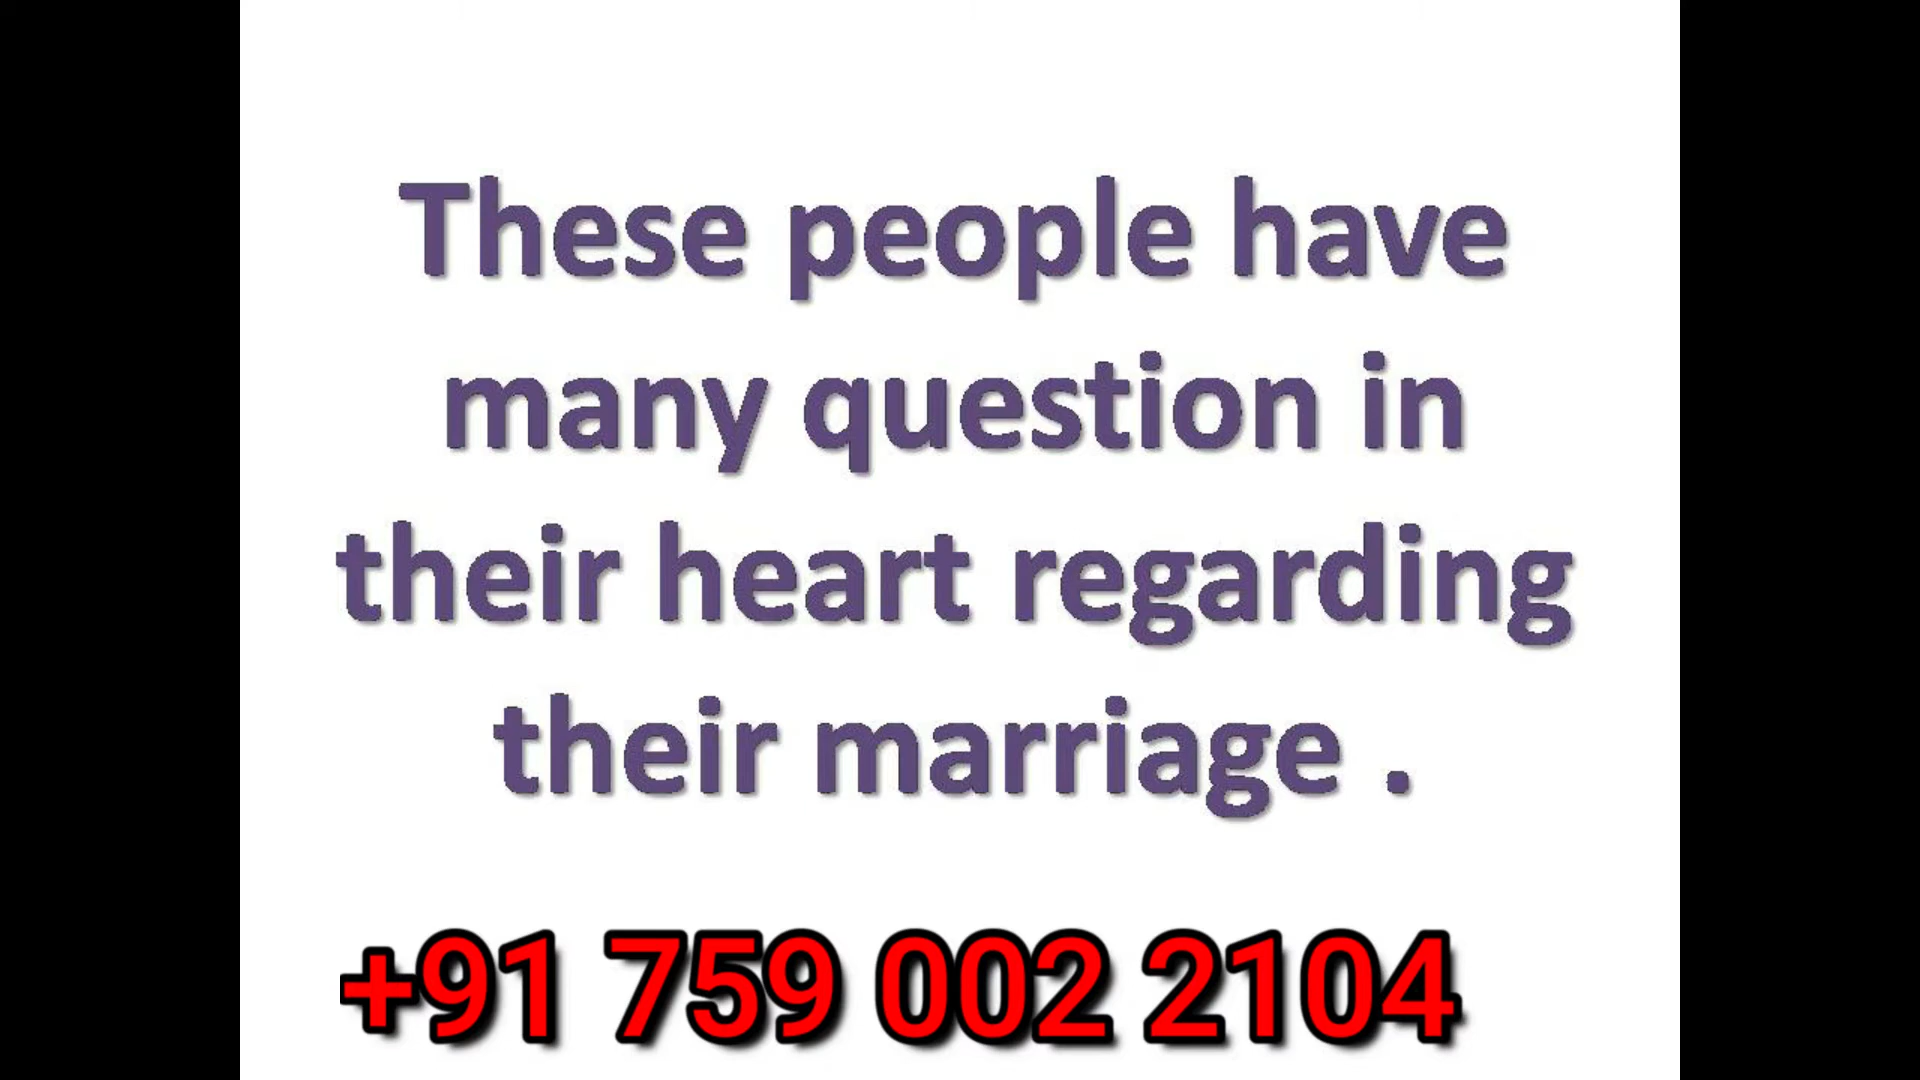 These people have
many question in
their heart regarding
their marriage .
+91 759 002 2104